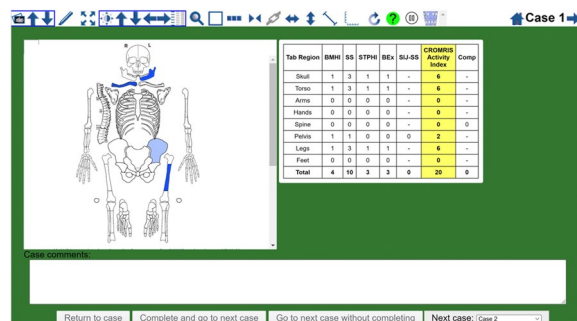 Case 1
R L
Tab Region BMHI SS STPHI BEx SIJ-SS CROMRIS Activity Index Comp
Skull 1 3 1 1 - 6 -
Torso 1 3 1 1 - 6 -
Arms 0 0 0 0 - 0 -
Hands 0 0 0 0 - 0 -
Spine 0 0 0 0 - 0 0
Pelvis 1 1 0 0 0 2 -
Legs 1 3 1 1 - 6 -
Feet 0 0 0 0 - 0 -
Total 4 10 3 3 0 20 0
Case comments:
Return to case Complete and go to next case Go to next case without completing Next case: Case 2